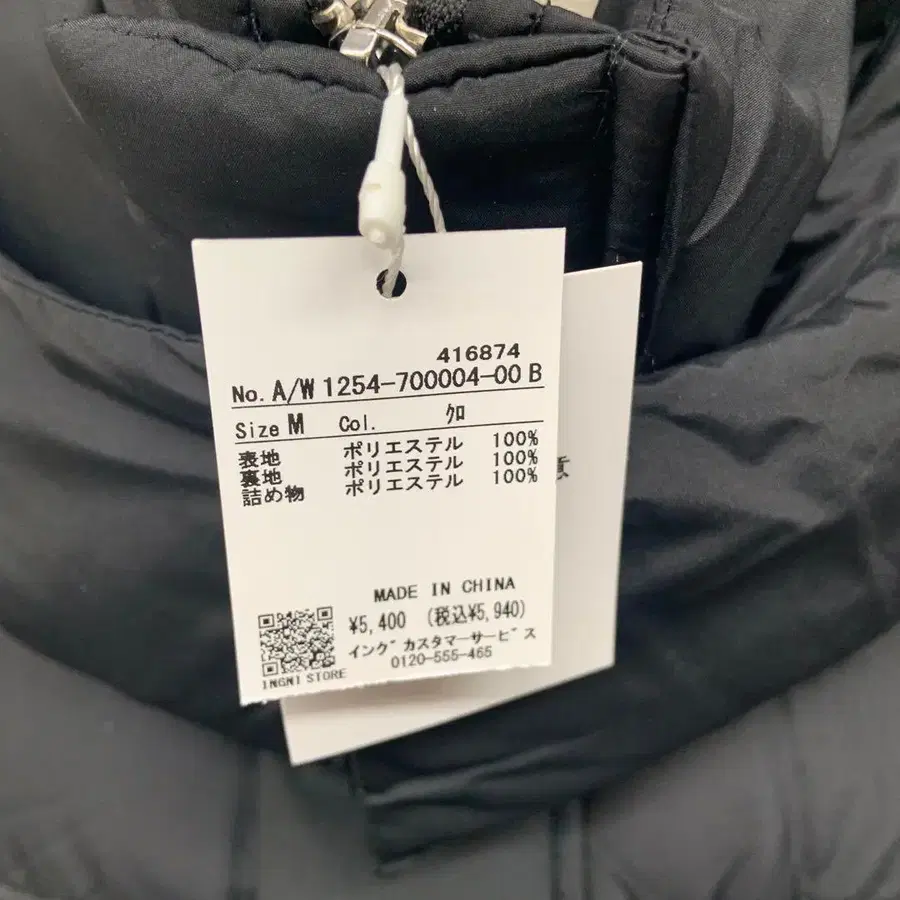 416874
No. A/W 1254-700004-00 B
Size M Col. ｸﾛ
表地 ポリエステル 100%
裏地 ポリエステル 100%
詰め物 ポリエステル 100%
意
MADE IN CHINA
¥5,400 (税込¥5,940)
イング カスタマーサービス
0120-555-465
INGNI STORE